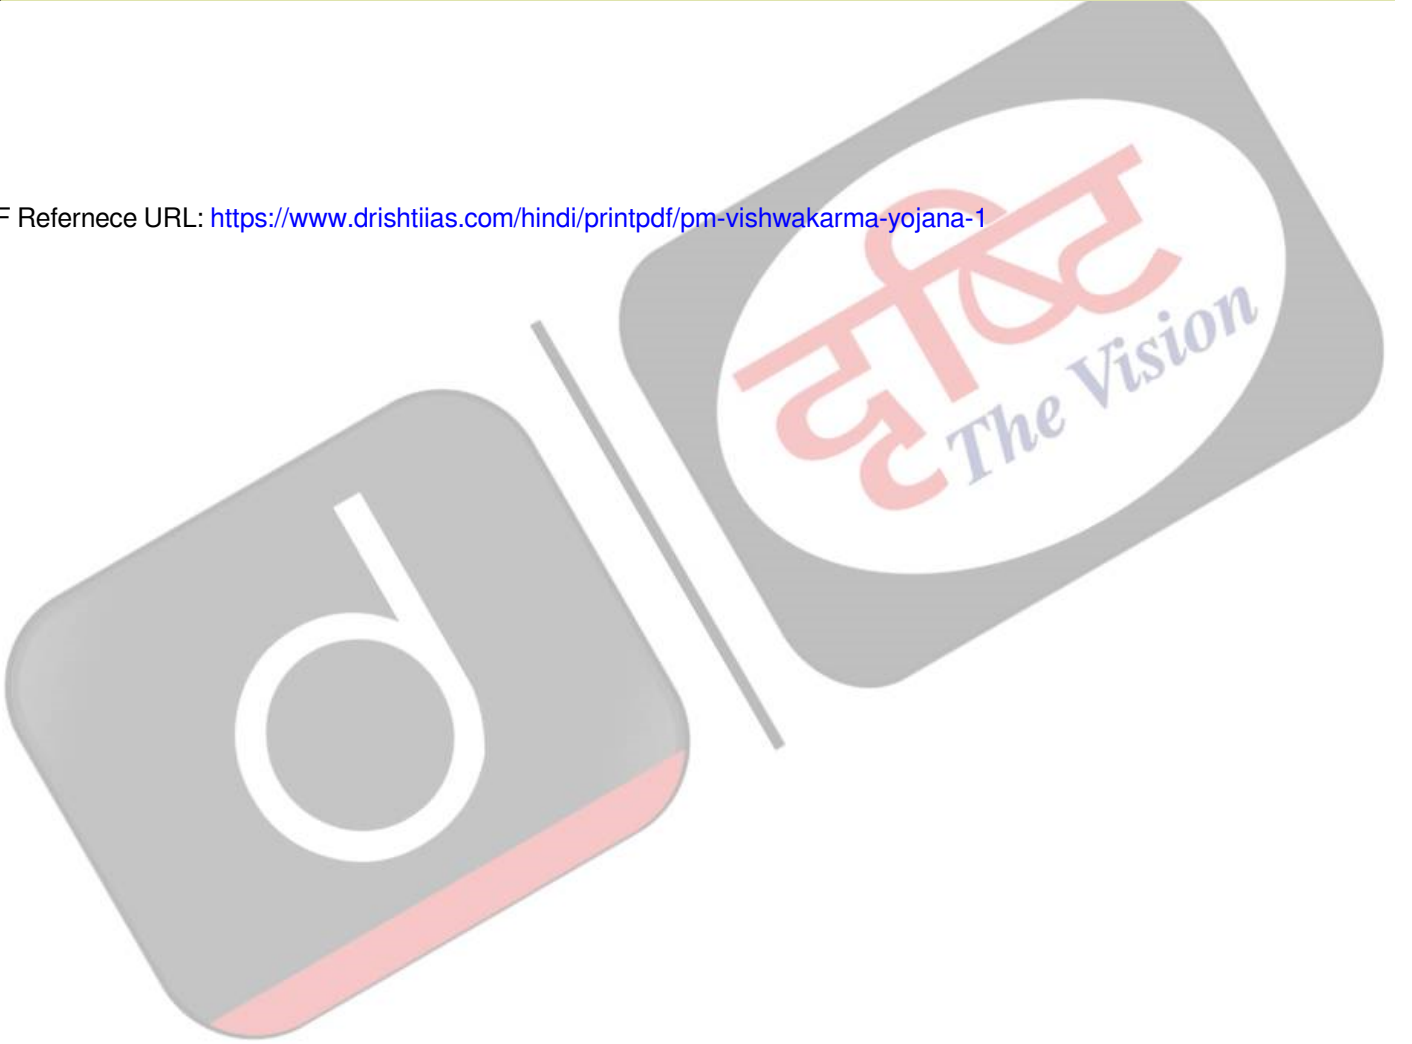 F Refernece URL: https://www.drishtiias.com/hindi/printpdf/pm-vishwakarma-yojana-1
दृष्टि
The Vision
d